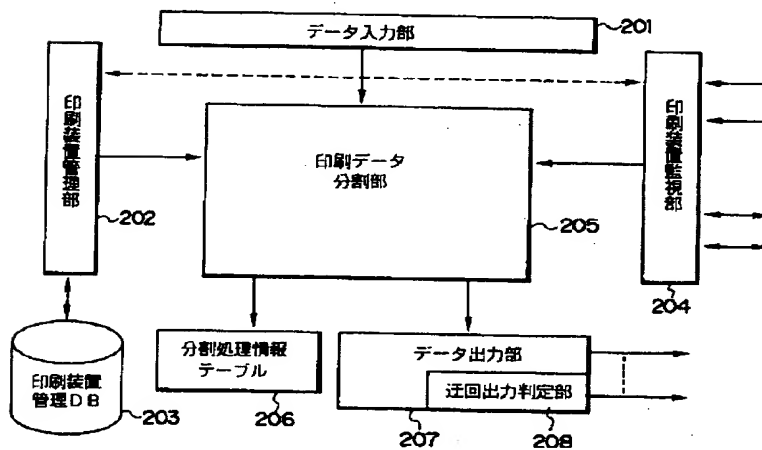 データ入力部
201
印刷装置管理部
202
印刷データ
分割部
205
印刷装置監視部
204
印刷装置
管理DB
203
分割処理情報
テーブル
206
データ出力部
迂回出力判定部
207
208